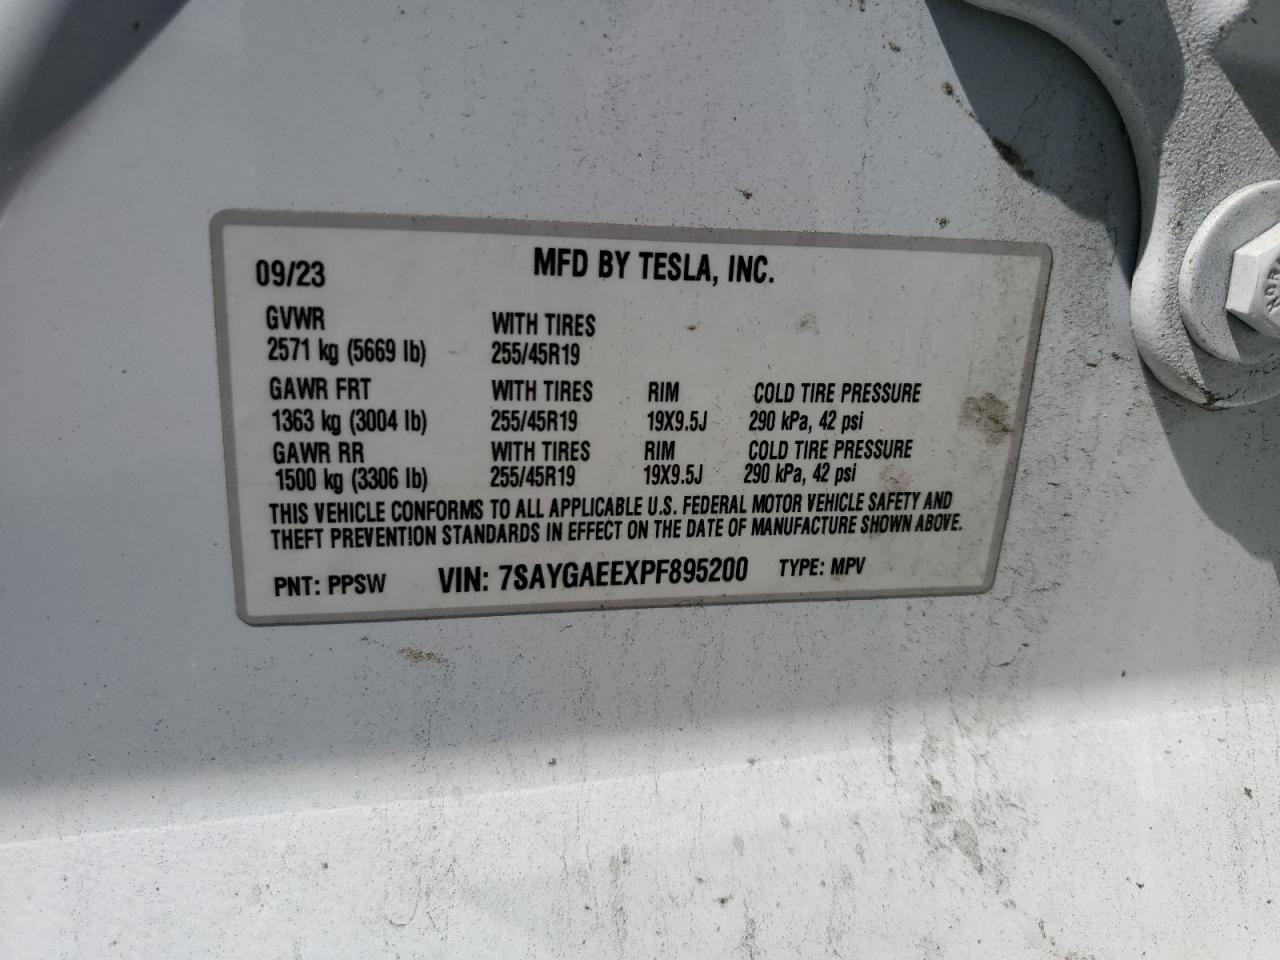 09/23 MFD BY TESLA, INC.
GVWR WITH TIRES
2571 kg (5669 lb) 255/45R19
GAWR FRT WITH TIRES RIM COLD TIRE PRESSURE
1363 kg (3004 lb) 255/45R19 19X9.5J 290 kPa, 42 psi
GAWR RR WITH TIRES RIM COLD TIRE PRESSURE
1500 kg (3306 lb) 255/45R19 19X9.5J 290 kPa, 42 psi
THIS VEHICLE CONFORMS TO ALL APPLICABLE U.S. FEDERAL MOTOR VEHICLE SAFETY AND
THEFT PREVENTION STANDARDS IN EFFECT ON THE DATE OF MANUFACTURE SHOWN ABOVE.
PNT: PPSW VIN: 7SAYGAEEXPF895200 TYPE: MPV